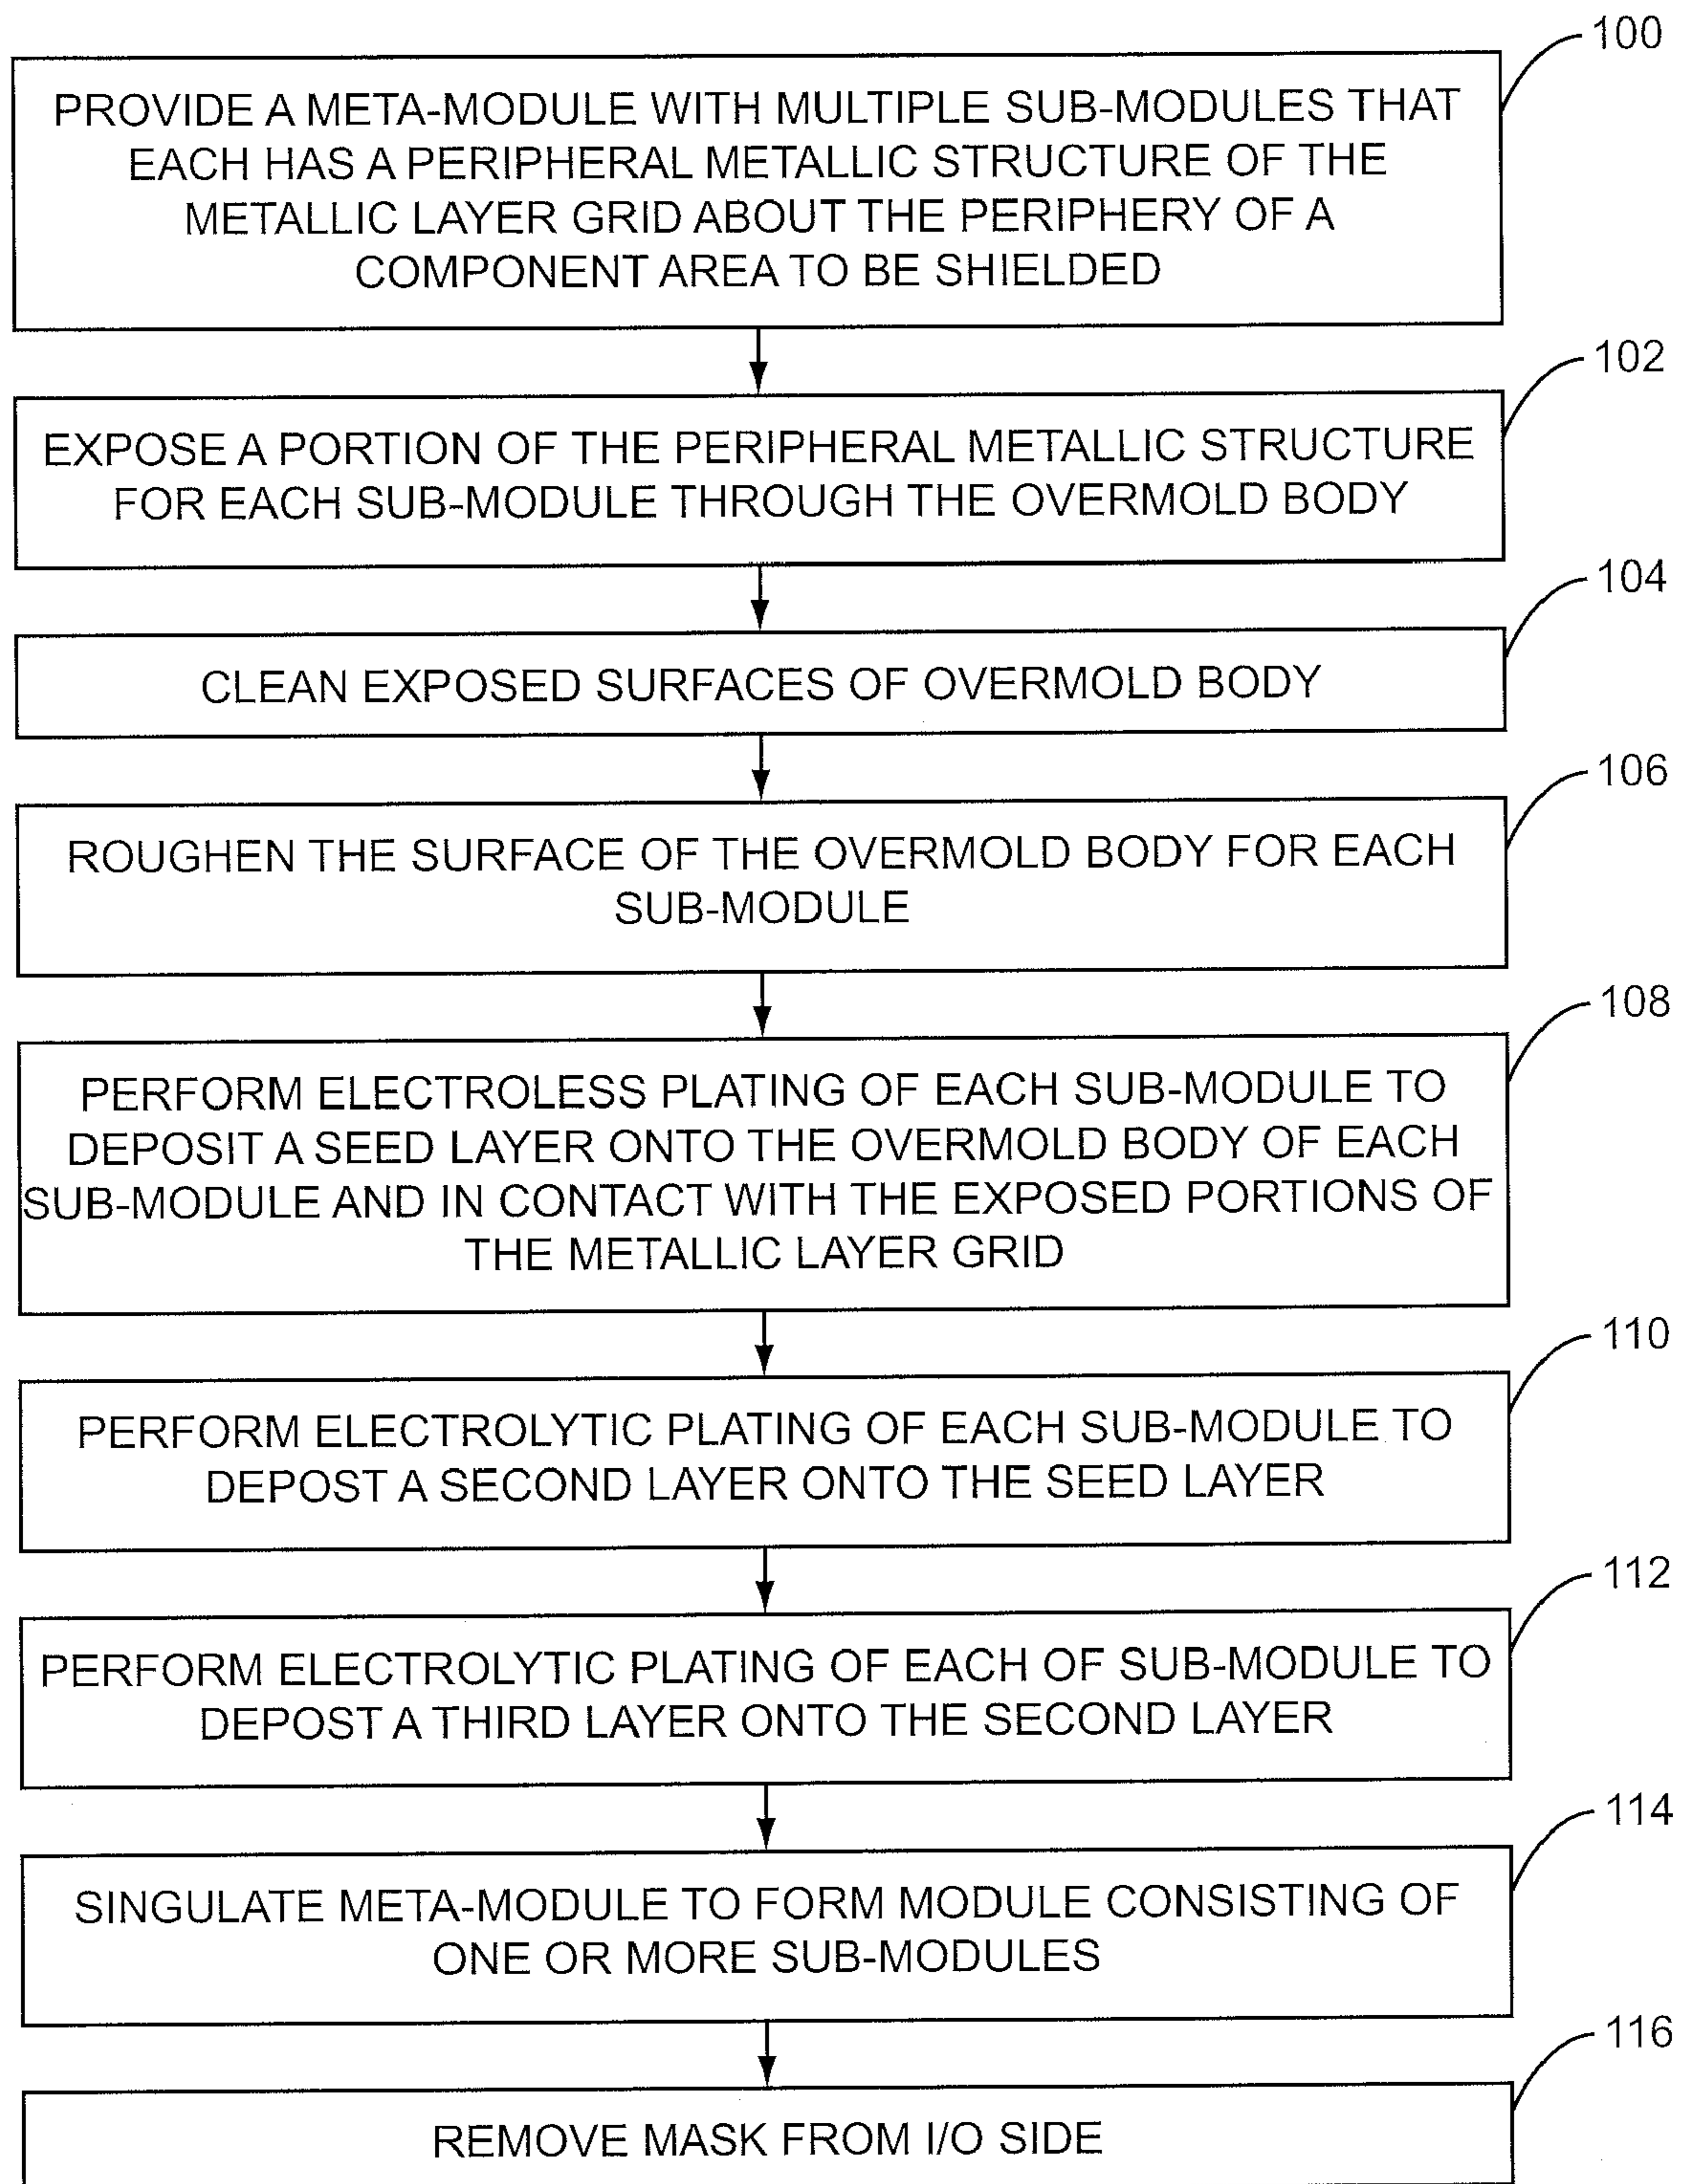 100
PROVIDE A META-MODULE WITH MULTIPLE SUB-MODULES THAT
EACH HAS A PERIPHERAL METALLIC STRUCTURE OF THE
METALLIC LAYER GRID ABOUT THE PERIPHERY OF A
COMPONENT AREA TO BE SHIELDED
102
EXPOSE A PORTION OF THE PERIPHERAL METALLIC STRUCTURE
FOR EACH SUB-MODULE THROUGH THE OVERMOLD BODY
104
CLEAN EXPOSED SURFACES OF OVERMOLD BODY
106
ROUGHEN THE SURFACE OF THE OVERMOLD BODY FOR EACH
SUB-MODULE
108
PERFORM ELECTROLESS PLATING OF EACH SUB-MODULE TO
DEPOSIT A SEED LAYER ONTO THE OVERMOLD BODY OF EACH
SUB-MODULE AND IN CONTACT WITH THE EXPOSED PORTIONS OF
THE METALLIC LAYER GRID
110
PERFORM ELECTROLYTIC PLATING OF EACH SUB-MODULE TO
DEPOST A SECOND LAYER ONTO THE SEED LAYER
112
PERFORM ELECTROLYTIC PLATING OF EACH OF SUB-MODULE TO
DEPOST A THIRD LAYER ONTO THE SECOND LAYER
114
SINGULATE META-MODULE TO FORM MODULE CONSISTING OF
ONE OR MORE SUB-MODULES
116
REMOVE MASK FROM I/O SIDE